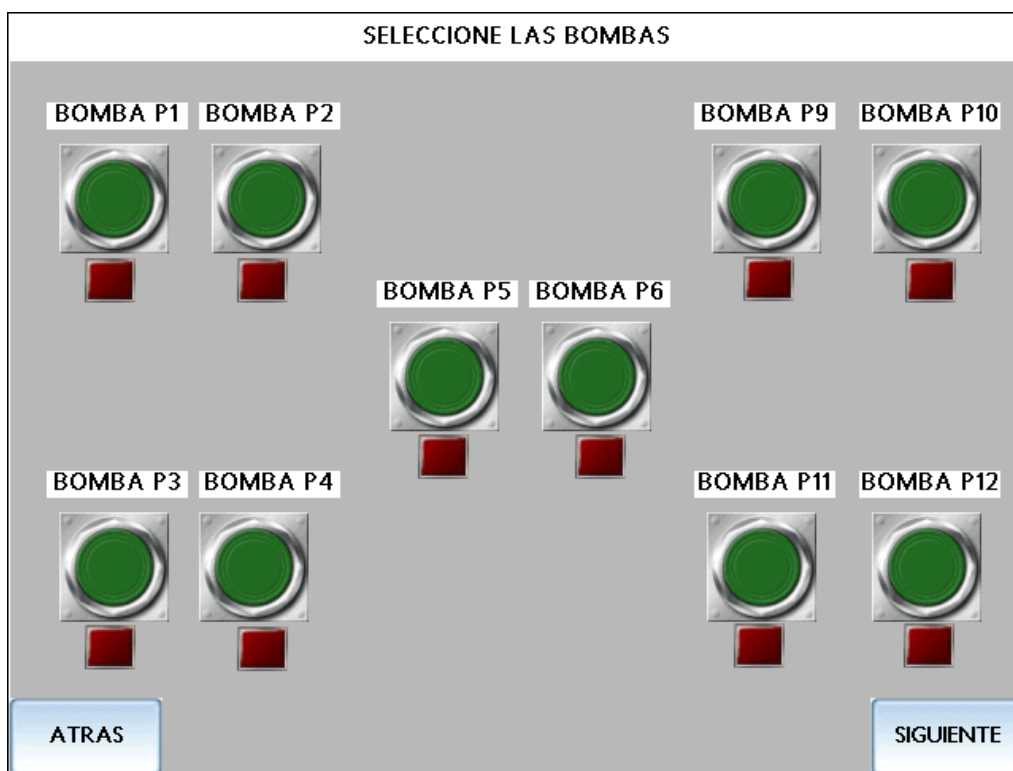 SELECCIONE LAS BOMBAS
BOMBA P1 BOMBA P2 BOMBA P9 BOMBA P10
BOMBA P5 BOMBA P6
BOMBA P3 BOMBA P4 BOMBA P11 BOMBA P12
ATRAS SIGUIENTE